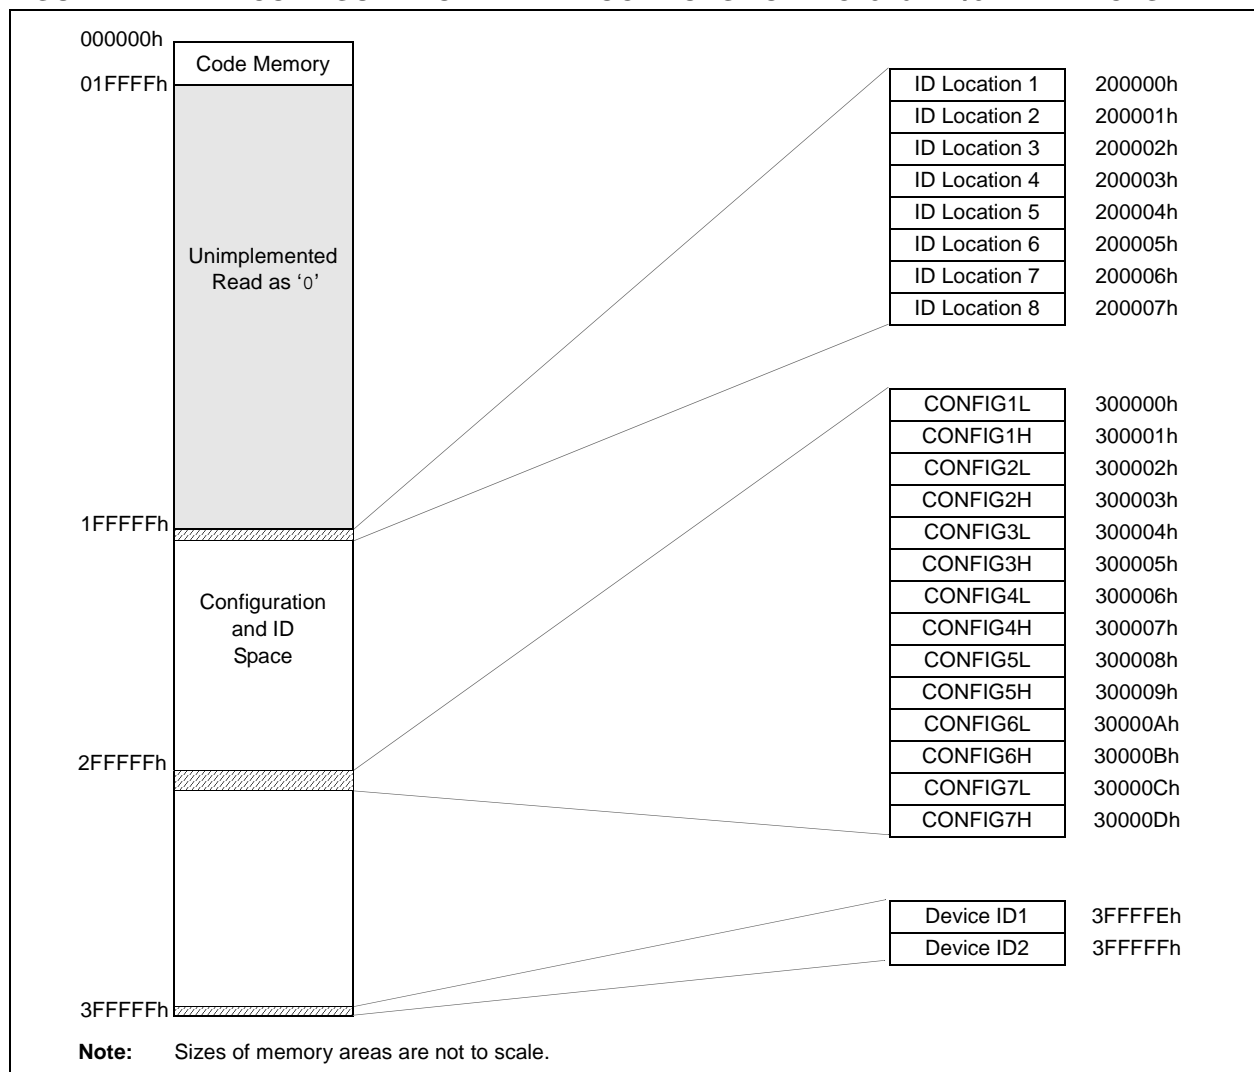 000000h
Code Memory
01FFFFh
Unimplemented
Read as ‘0’
1FFFFFh
Configuration
and ID
Space
2FFFFFh
3FFFFFh
ID Location 1 200000h
ID Location 2 200001h
ID Location 3 200002h
ID Location 4 200003h
ID Location 5 200004h
ID Location 6 200005h
ID Location 7 200006h
ID Location 8 200007h
CONFIG1L 300000h
CONFIG1H 300001h
CONFIG2L 300002h
CONFIG2H 300003h
CONFIG3L 300004h
CONFIG3H 300005h
CONFIG4L 300006h
CONFIG4H 300007h
CONFIG5L 300008h
CONFIG5H 300009h
CONFIG6L 30000Ah
CONFIG6H 30000Bh
CONFIG7L 30000Ch
CONFIG7H 30000Dh
Device ID1 3FFFFEh
Device ID2 3FFFFFh
Note: Sizes of memory areas are not to scale.